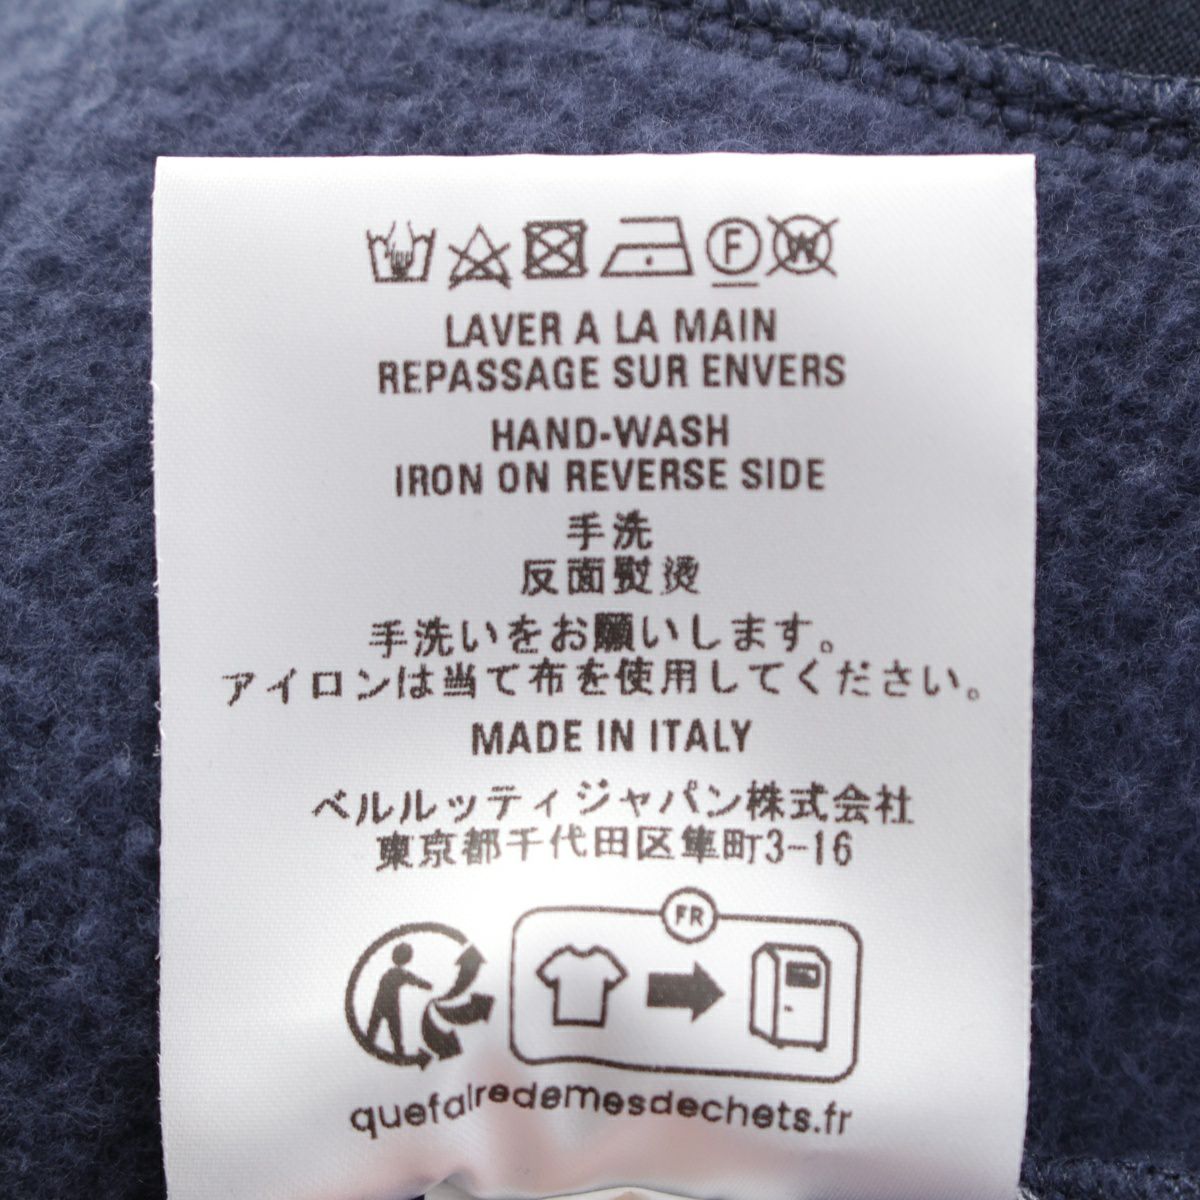 F W
LAVER A LA MAIN
REPASSAGE SUR ENVERS
HAND-WASH
IRON ON REVERSE SIDE
手洗
反面熨烫
手洗いをお願いします。
アイロンは当て布を使用してください。
MADE IN ITALY
ベルルッティジャパン株式会社
東京都千代田区隼町3-16
FR
quefairedemesdechets.fr